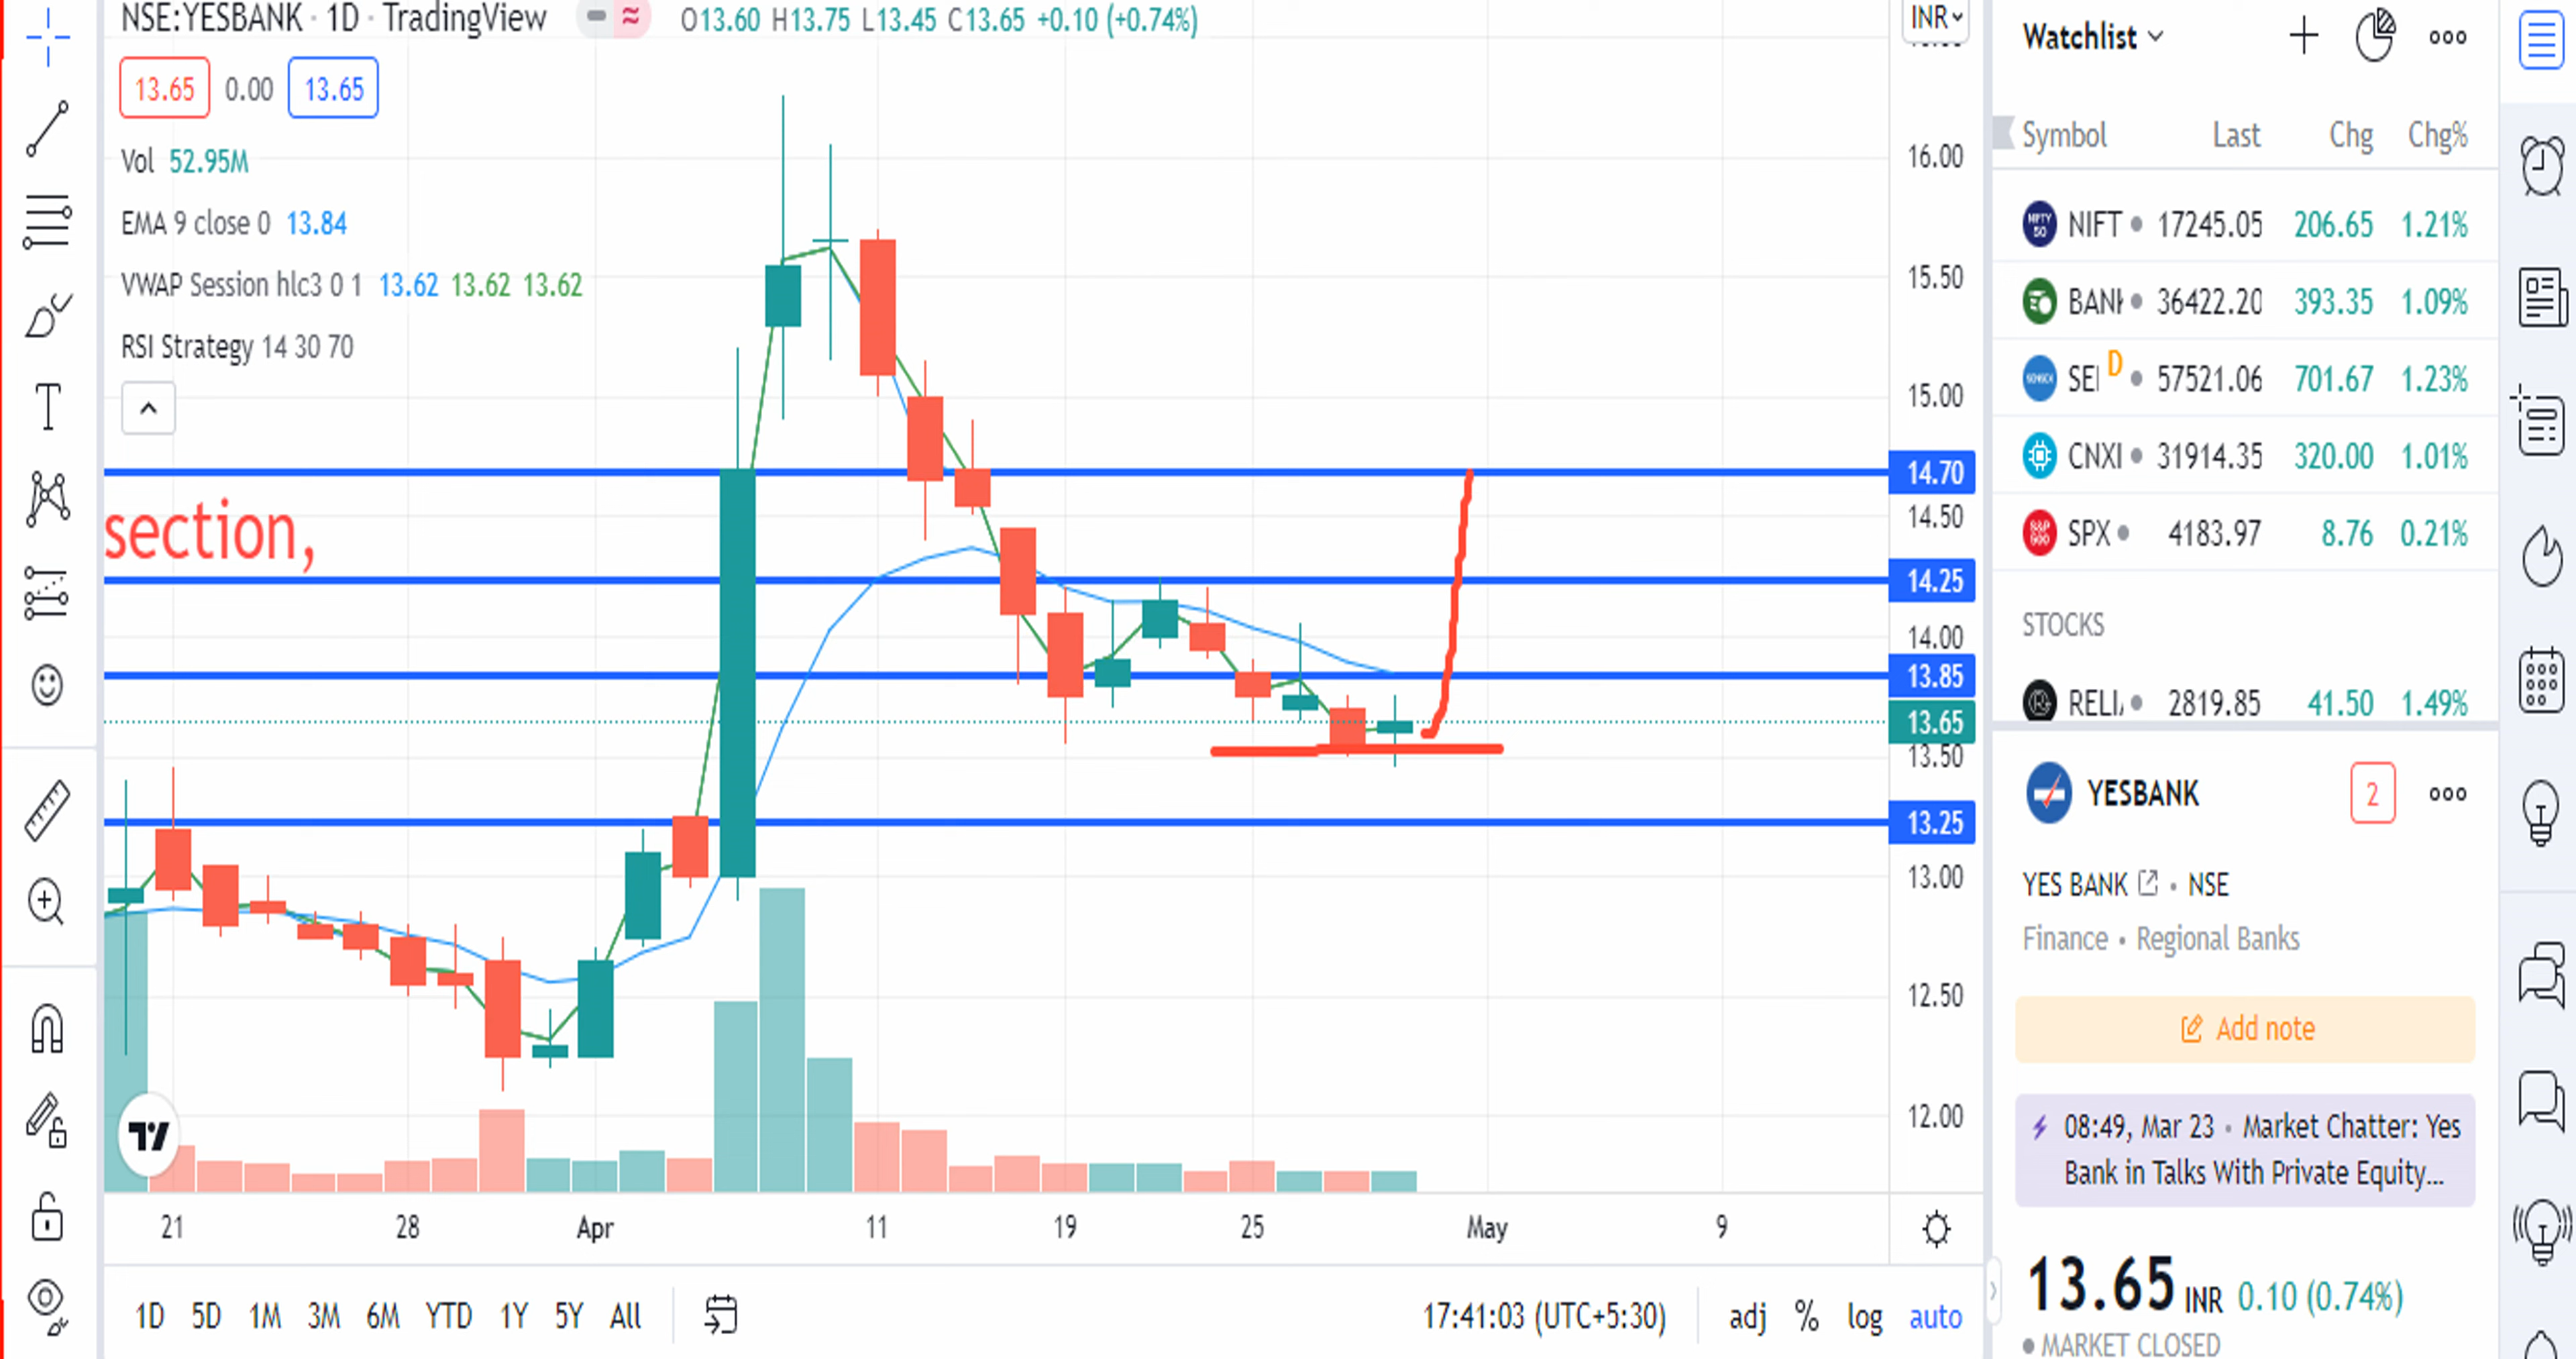 NSE:YESBANK · 1D · TradingView
O13.60 H13.75 L13.45 C13.65 +0.10 (+0.74%)
13.65 0.00 13.65
Vol 52.95M
EMA 9 close 0 13.84
VWAP Session hlc3 0 1 13.62 13.62 13.62
RSI Strategy 14 30 70
section,
INR
16.00
15.50
15.00
14.70
14.50
14.25
14.00
13.85
13.65
13.50
13.25
13.00
12.50
12.00
21 28 Apr 11 19 25 May 9
1D 5D 1M 3M 6M YTD 1Y 5Y All
17:41:03 (UTC+5:30) adj % log auto
Watchlist
Symbol Last Chg Chg%
NIFT 17245.05 206.65 1.21%
BANK 36422.20 393.35 1.09%
SE D 57521.06 701.67 1.23%
CNXI 31914.35 320.00 1.01%
SPX 4183.97 8.76 0.21%
STOCKS
RELI 2819.85 41.50 1.49%
YESBANK 2
YES BANK · NSE
Finance · Regional Banks
Add note
08:49, Mar 23 · Market Chatter: Yes
Bank in Talks With Private Equity...
13.65 INR 0.10 (0.74%)
MARKET CLOSED